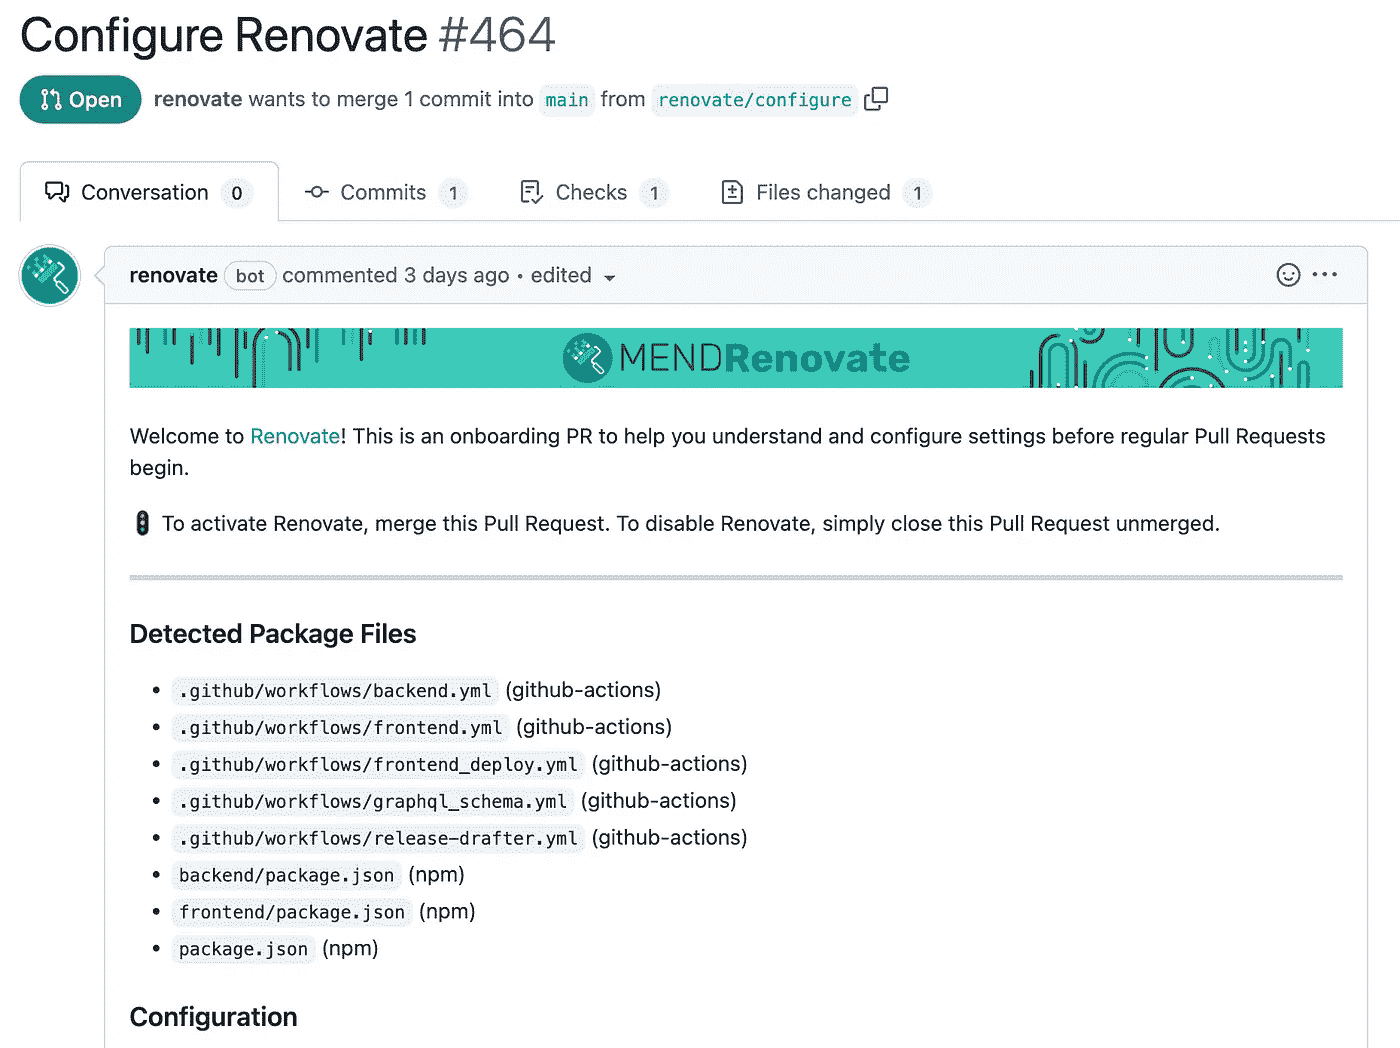 Configure Renovate #464
Open renovate wants to merge 1 commit into main from renovate/configure
Conversation 0 Commits 1 Checks 1 Files changed 1
renovate bot commented 3 days ago • edited
MENDRenovate
Welcome to Renovate! This is an onboarding PR to help you understand and configure settings before regular Pull Requests
begin.
🚦 To activate Renovate, merge this Pull Request. To disable Renovate, simply close this Pull Request unmerged.
Detected Package Files
• .github/workflows/backend.yml (github-actions)
• .github/workflows/frontend.yml (github-actions)
• .github/workflows/frontend_deploy.yml (github-actions)
• .github/workflows/graphql_schema.yml (github-actions)
• .github/workflows/release-drafter.yml (github-actions)
• backend/package.json (npm)
• frontend/package.json (npm)
• package.json (npm)
Configuration